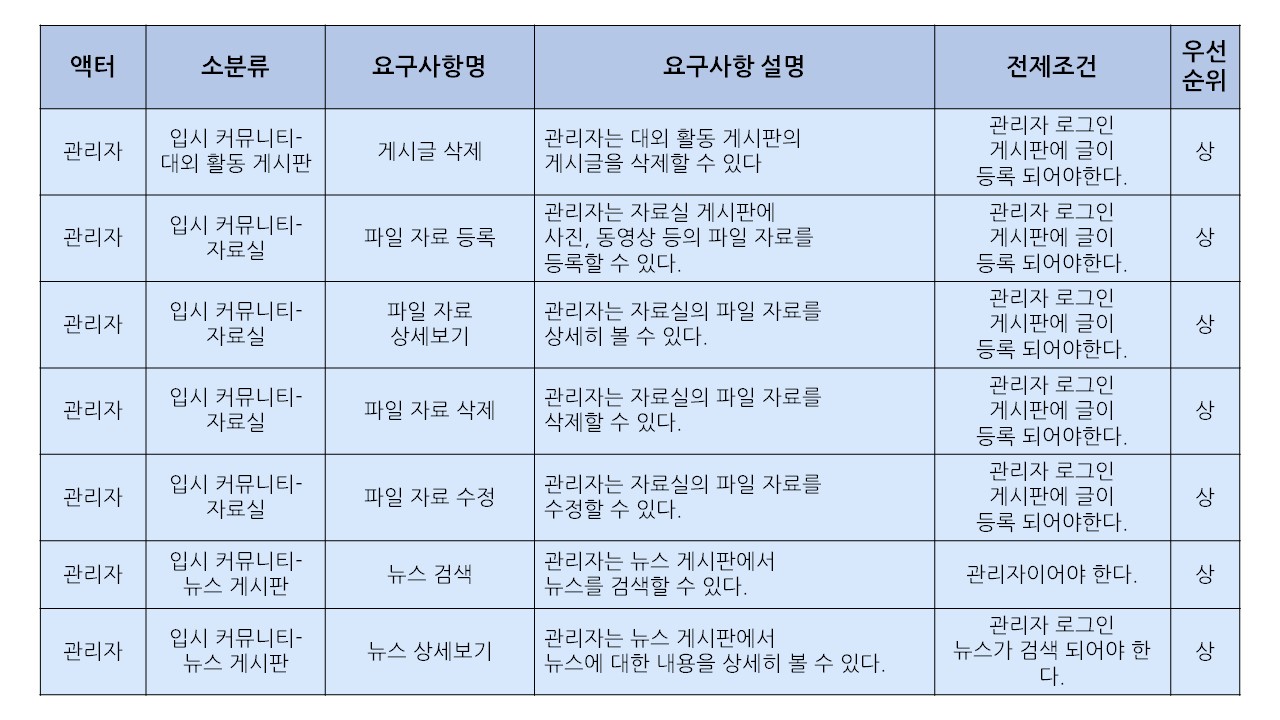 액터
소분류
요구사항명
요구사항 설명
전제조건
우선
순위
관리자
입시 커뮤니티-
대외 활동 게시판
게시글 삭제
관리자는 대외 활동 게시판의
게시글을 삭제할 수 있다
관리자 로그인
게시판에 글이
등록 되어야한다.
상
관리자
입시 커뮤니티-
자료실
파일 자료 등록
관리자는 자료실 게시판에
사진, 동영상 등의 파일 자료를
등록할 수 있다.
관리자 로그인
게시판에 글이
등록 되어야한다.
상
관리자
입시 커뮤니티-
자료실
파일 자료
상세보기
관리자는 자료실의 파일 자료를
상세히 볼 수 있다.
관리자 로그인
게시판에 글이
등록 되어야한다.
상
관리자
입시 커뮤니티-
자료실
파일 자료 삭제
관리자는 자료실의 파일 자료를
삭제할 수 있다.
관리자 로그인
게시판에 글이
등록 되어야한다.
상
관리자
입시 커뮤니티-
자료실
파일 자료 수정
관리자는 자료실의 파일 자료를
수정할 수 있다.
관리자 로그인
게시판에 글이
등록 되어야한다.
상
관리자
입시 커뮤니티-
뉴스 게시판
뉴스 검색
관리자는 뉴스 게시판에서
뉴스를 검색할 수 있다.
관리자이어야 한다.
상
관리자
입시 커뮤니티-
뉴스 게시판
뉴스 상세보기
관리자는 뉴스 게시판에서
뉴스에 대한 내용을 상세히 볼 수 있다.
관리자 로그인
뉴스가 검색 되어야 한
다.
상